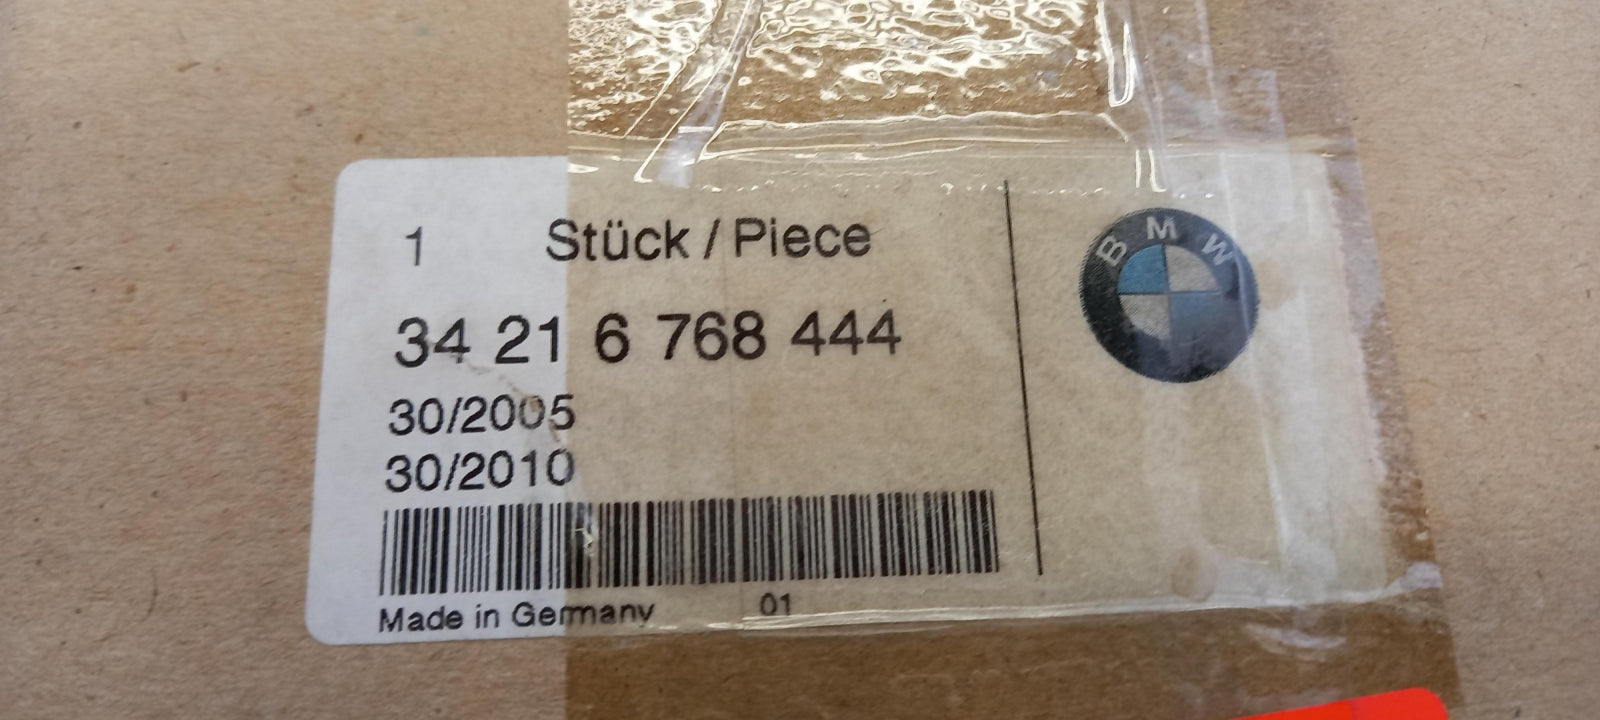 1 Stück / Piece
BMW
34 21 6 768 444
30/2005
30/2010
Made in Germany 01